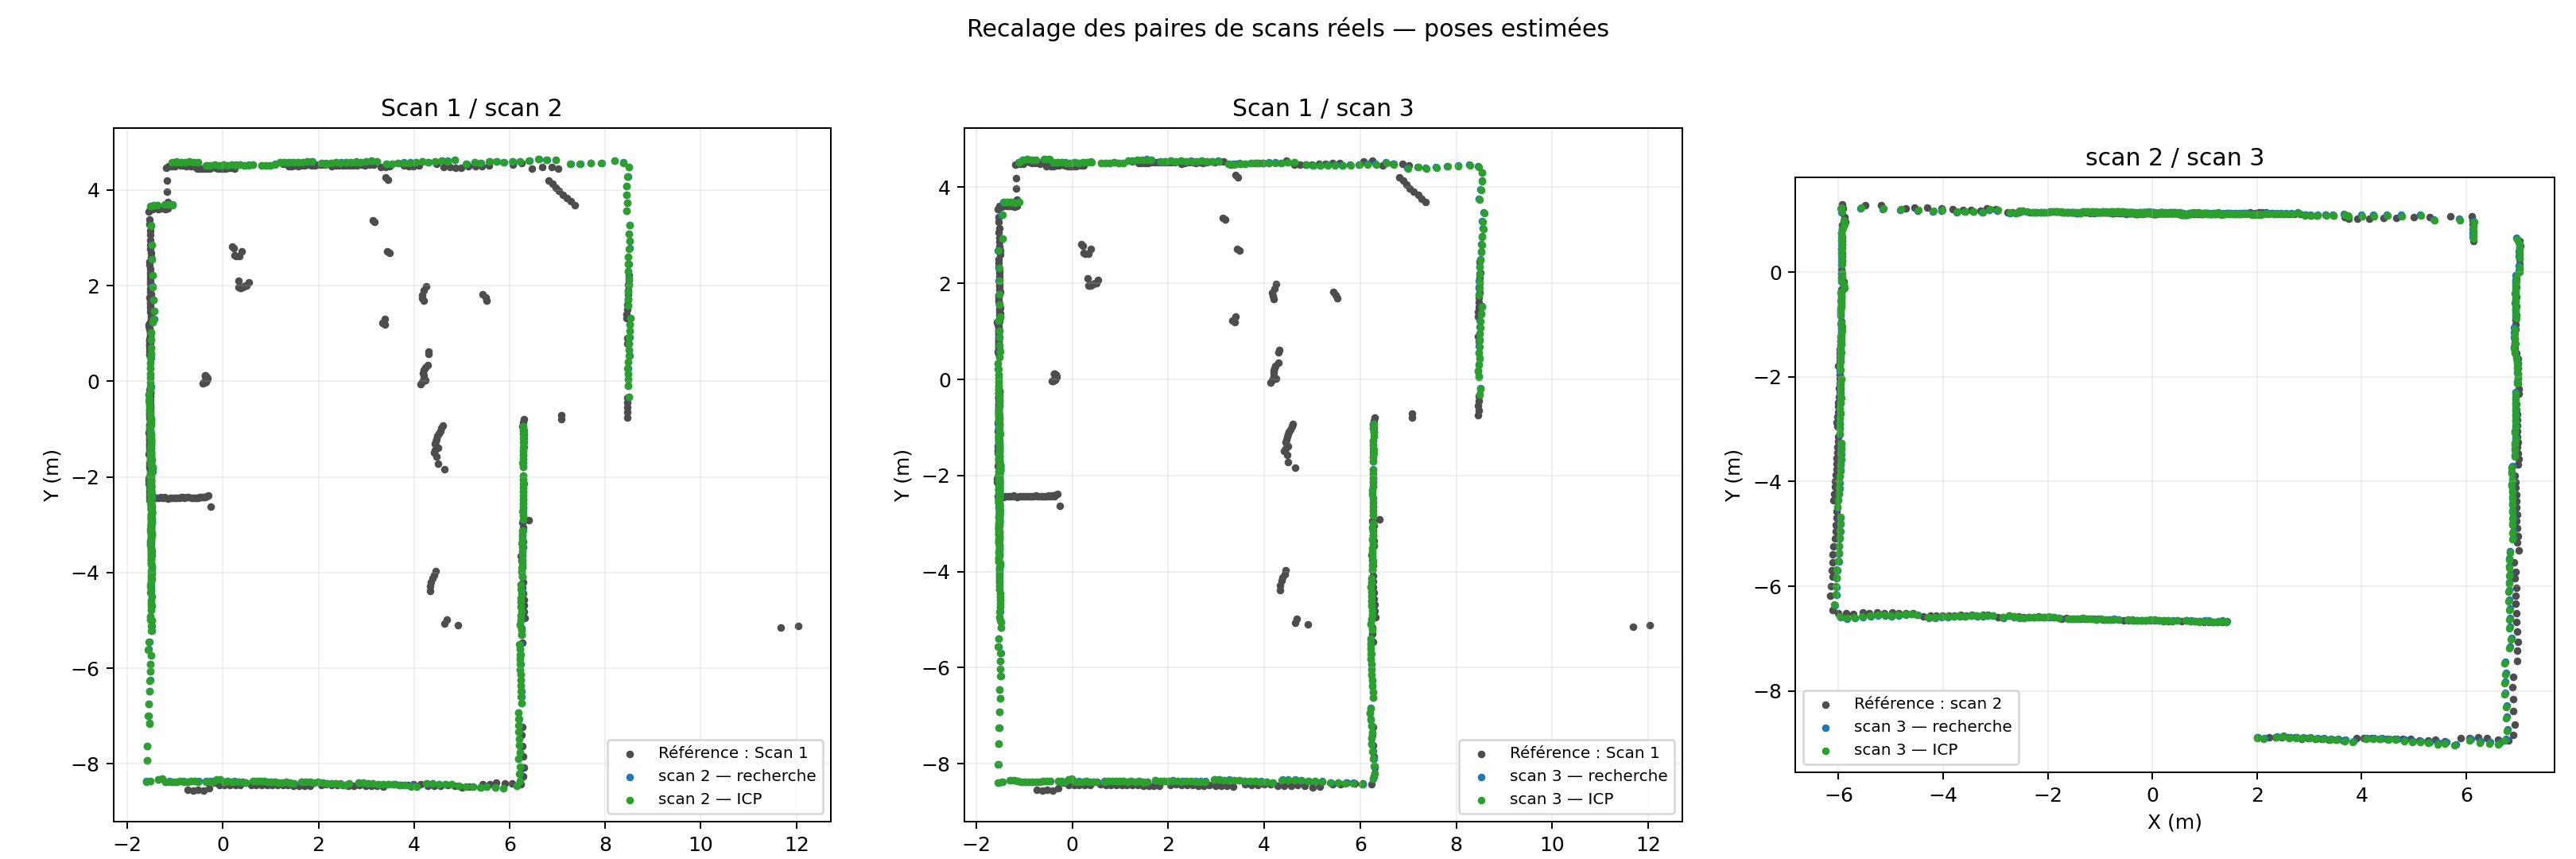 Recalage des paires de scans réels — poses estimées
Scan 1 / scan 2
4
2
0
−2
−4
−6
−8
Y (m)
−2 0 2 4 6 8 10 12
Référence : Scan 1
scan 2 — recherche
scan 2 — ICP
Scan 1 / scan 3
4
2
0
−2
−4
−6
−8
Y (m)
−2 0 2 4 6 8 10 12
Référence : Scan 1
scan 3 — recherche
scan 3 — ICP
scan 2 / scan 3
0
−2
−4
−6
−8
Y (m)
Référence : scan 2
scan 3 — recherche
scan 3 — ICP
−6 −4 −2 0 2 4 6
X (m)